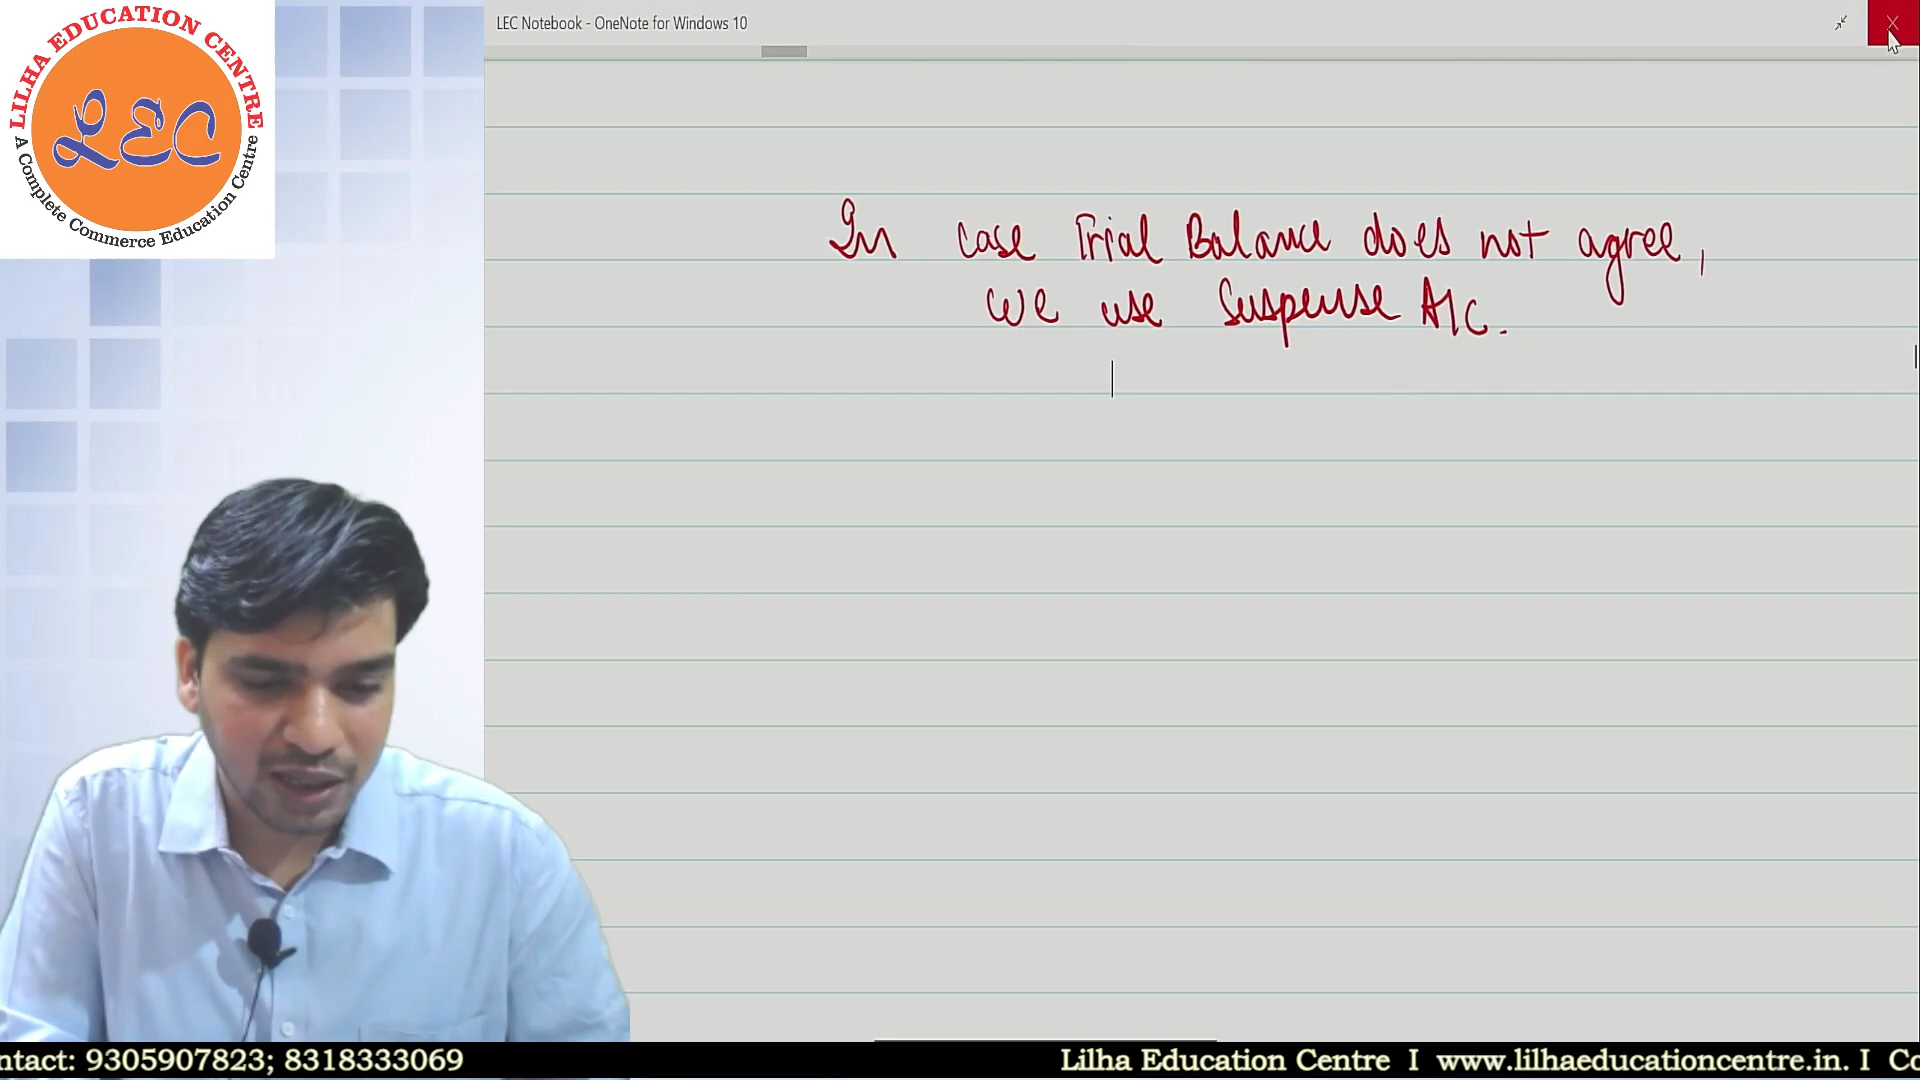 LILHA EDUCATION CENTRE
LEC
A Complete Commerce Education Centre
LEC Notebook - OneNote for Windows 10
In case Trial Balance does not agree,
we use Suspense A/c.
ntact: 9305907823; 8318333069
Lilha Education Centre I www.lilhaeducationcentre.in. I Co